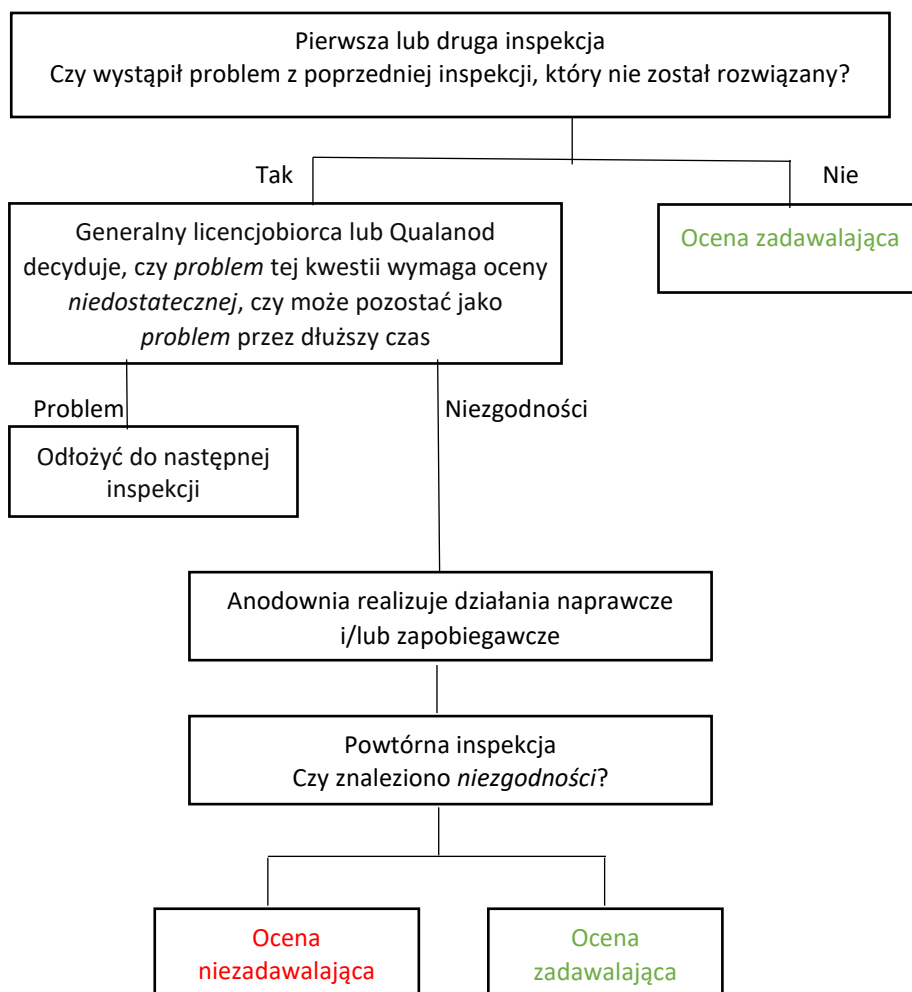 Pierwsza lub druga inspekcja
Czy wystąpił problem z poprzedniej inspekcji, który nie został rozwiązany?
Tak
Nie
Generalny licencjobiorca lub Qualanod
decyduje, czy problem tej kwestii wymaga oceny
niedostatecznej, czy może pozostać jako
problem przez dłuższy czas
Ocena zadawalająca
Problem
Niezgodności
Odłożyć do następnej
inspekcji
Anodownia realizuje działania naprawcze
i/lub zapobiegawcze
Powtórna inspekcja
Czy znaleziono niezgodności?
Ocena
niezadawalająca
Ocena
zadawalająca